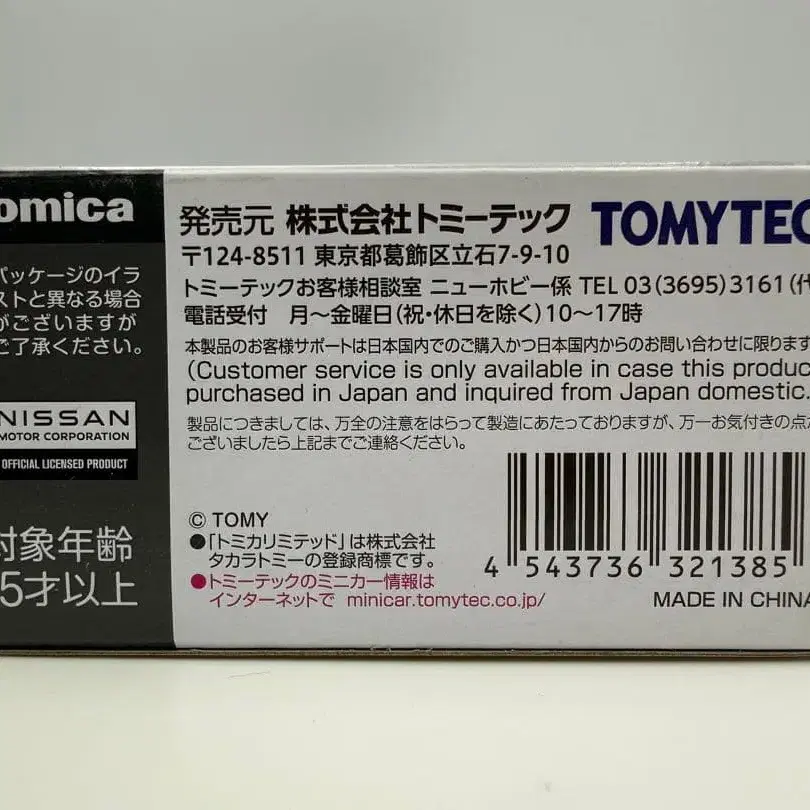 omica
パッケージのイラ
ストと異なる場合
がございますが
ご了承ください。
NISSAN
MOTOR CORPORATION
OFFICIAL LICENSED PRODUCT
対象年齢
15才以上
発売元 株式会社トミーテック TOMYTEC
〒124-8511 東京都葛飾区立石7-9-10
トミーテックお客様相談室 ニューホビー係 TEL 03(3695)3161(代
電話受付 月〜金曜日(祝・休日を除く)10〜17時
本製品のお客様サポートは日本国内でのご購入かつ日本国内からのお問い合わせに限ります
(Customer service is only available in case this product
purchased in Japan and inquired from Japan domestic.
製品につきましては、万全の注意をはらって製造にあたっておりますが、万一お気付きの点が
ございましたら上記までご連絡ください。
© TOMY
●「トミカリミテッド」は株式会社
タカラトミーの登録商標です。
●トミーテックのミニカー情報は
インターネットで minicar.tomytec.co.jp/
4 543736 321385
MADE IN CHINA